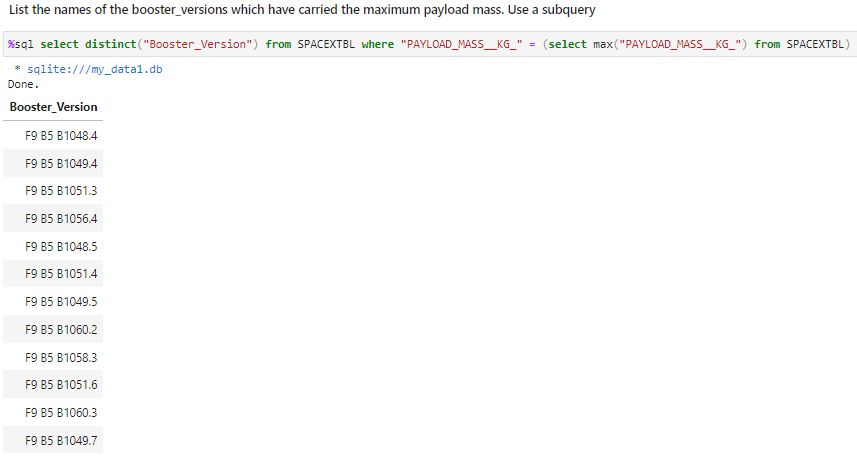 List the names of the booster_versions which have carried the maximum payload mass. Use a subquery
%sql select distinct("Booster_Version") from SPACEXTBL where "PAYLOAD_MASS__KG_" = (select max("PAYLOAD_MASS__KG_") from SPACEXTBL)
* sqlite:///my_data1.db
Done.
Booster_Version
F9 B5 B1048.4
F9 B5 B1049.4
F9 B5 B1051.3
F9 B5 B1056.4
F9 B5 B1048.5
F9 B5 B1051.4
F9 B5 B1049.5
F9 B5 B1060.2
F9 B5 B1058.3
F9 B5 B1051.6
F9 B5 B1060.3
F9 B5 B1049.7